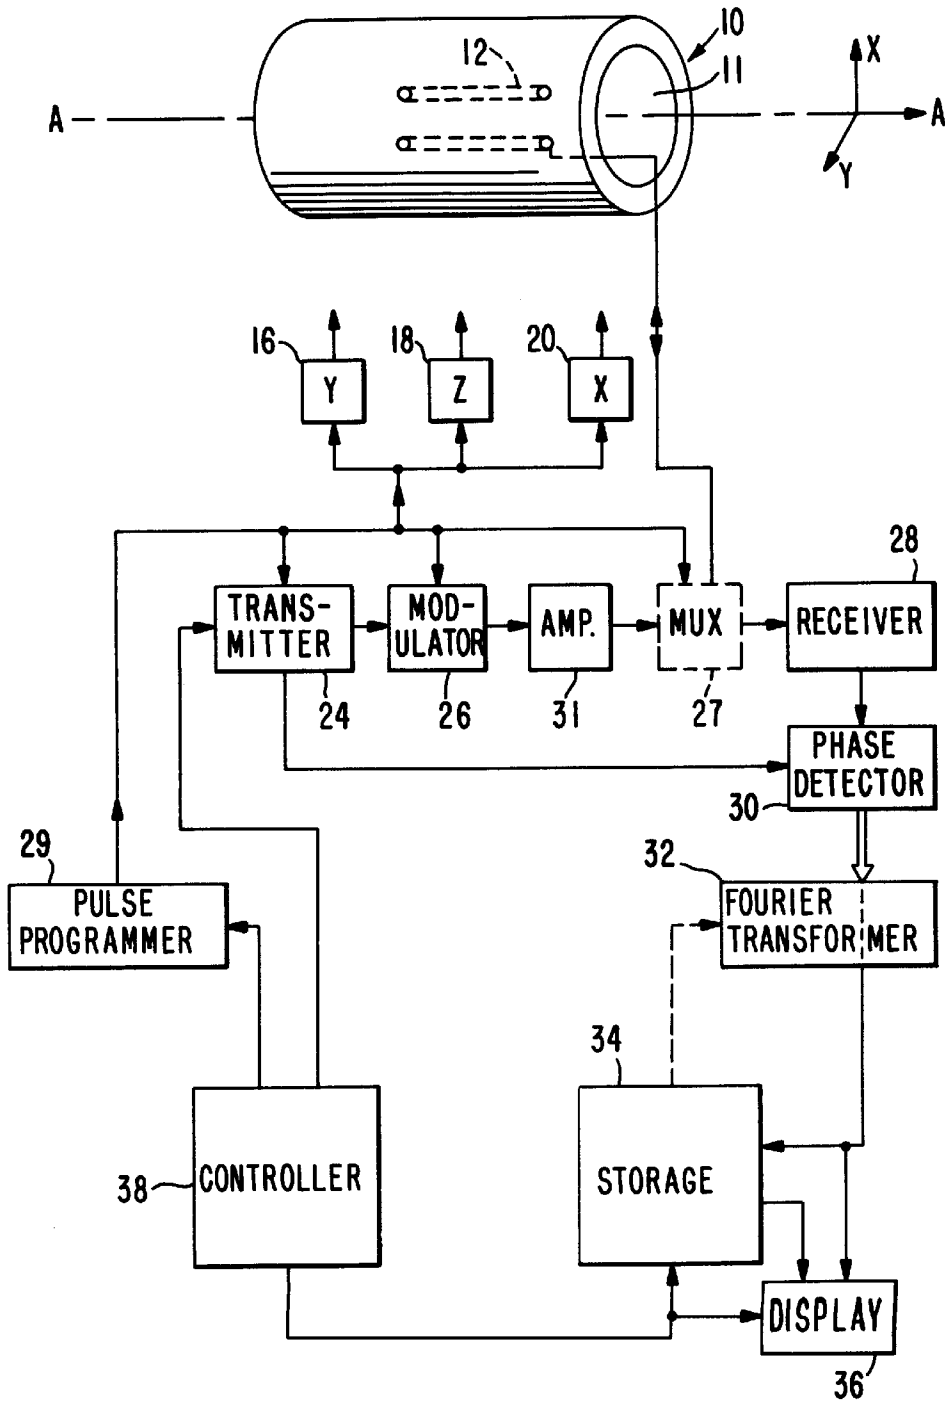 10
12
11
X
A
A
Y
16
18
20
Y
Z
X
28
TRANS-
MITTER
MOD-
ULATOR
AMP.
MUX
RECEIVER
24
26
31
27
PHASE
DETECTOR
30
29
32
PULSE
PROGRAMMER
FOURIER
TRANSFORMER
34
38
CONTROLLER
STORAGE
DISPLAY
36